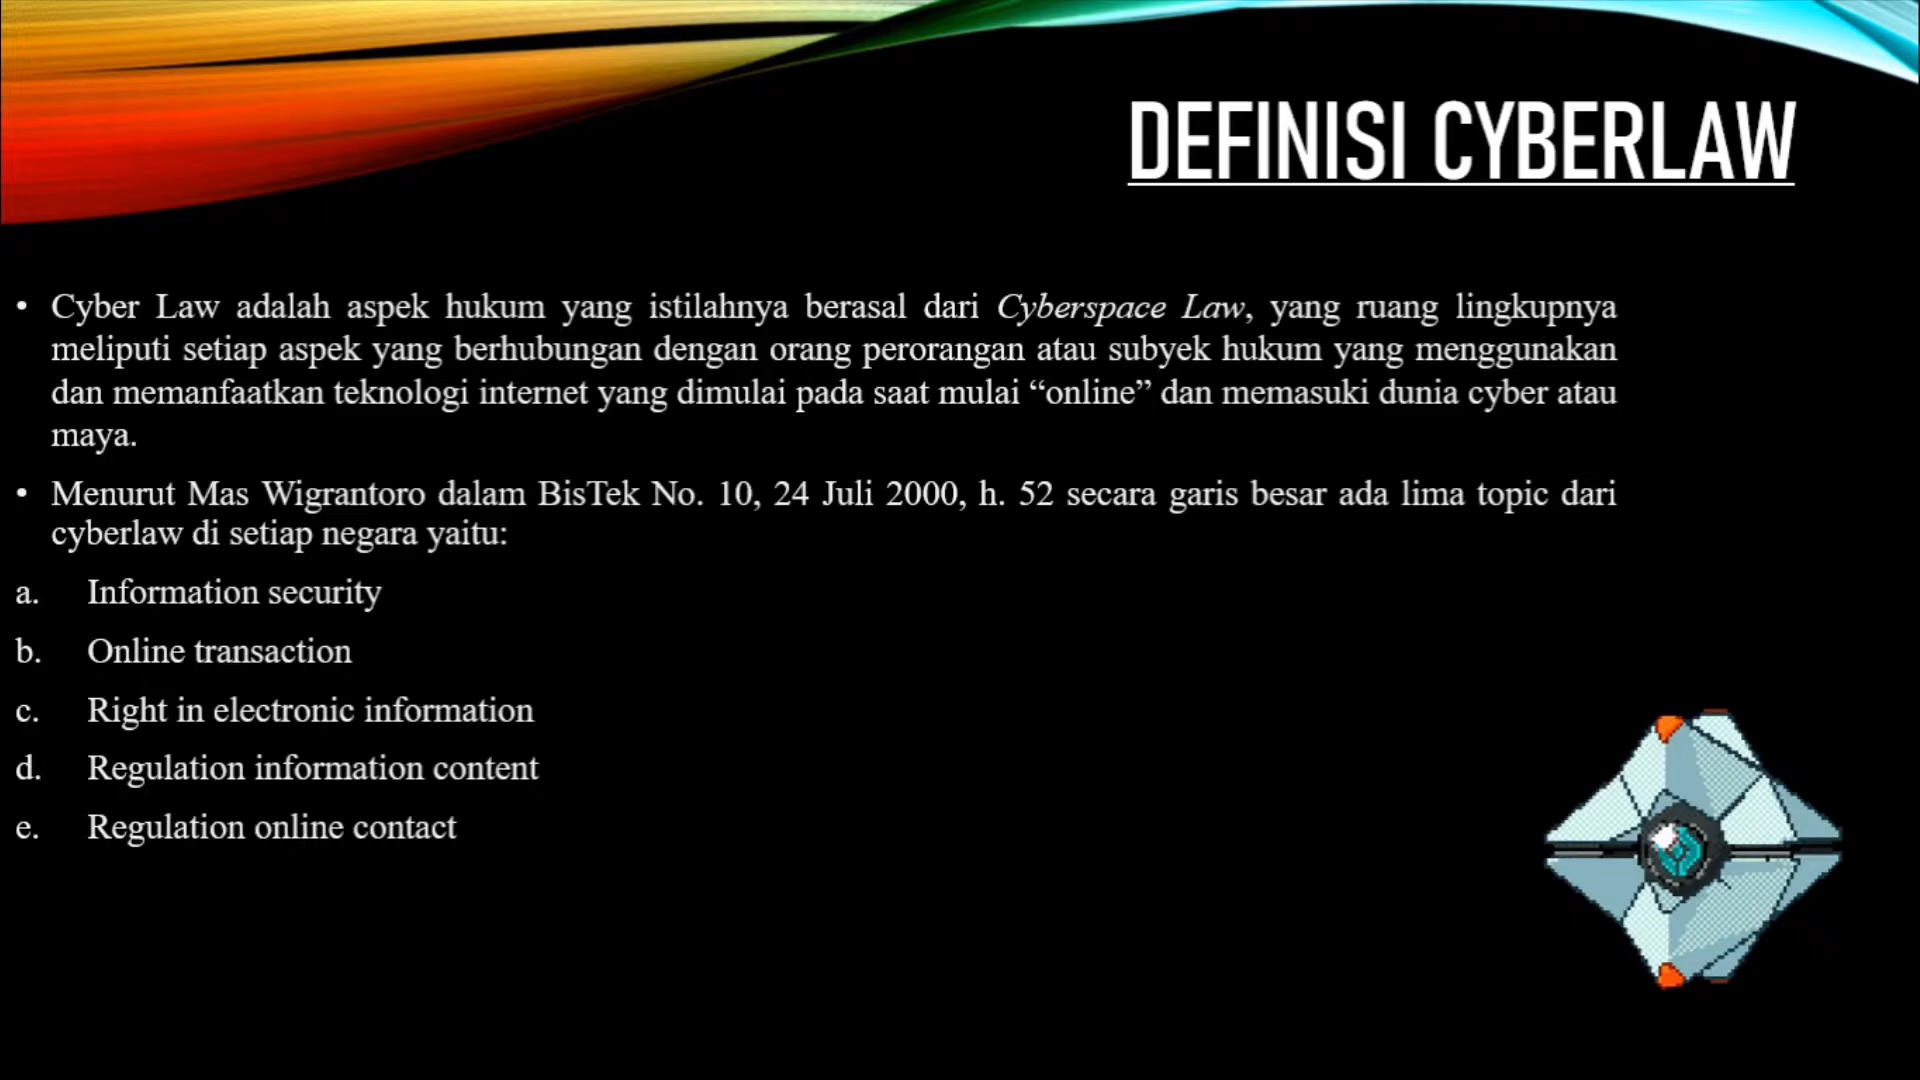 DEFINISI CYBERLAW
• Cyber Law adalah aspek hukum yang istilahnya berasal dari Cyberspace Law, yang ruang lingkupnya
meliputi setiap aspek yang berhubungan dengan orang perorangan atau subyek hukum yang menggunakan
dan memanfaatkan teknologi internet yang dimulai pada saat mulai “online” dan memasuki dunia cyber atau
maya.
• Menurut Mas Wigrantoro dalam BisTek No. 10, 24 Juli 2000, h. 52 secara garis besar ada lima topic dari
cyberlaw di setiap negara yaitu:
a. Information security
b. Online transaction
c. Right in electronic information
d. Regulation information content
e. Regulation online contact